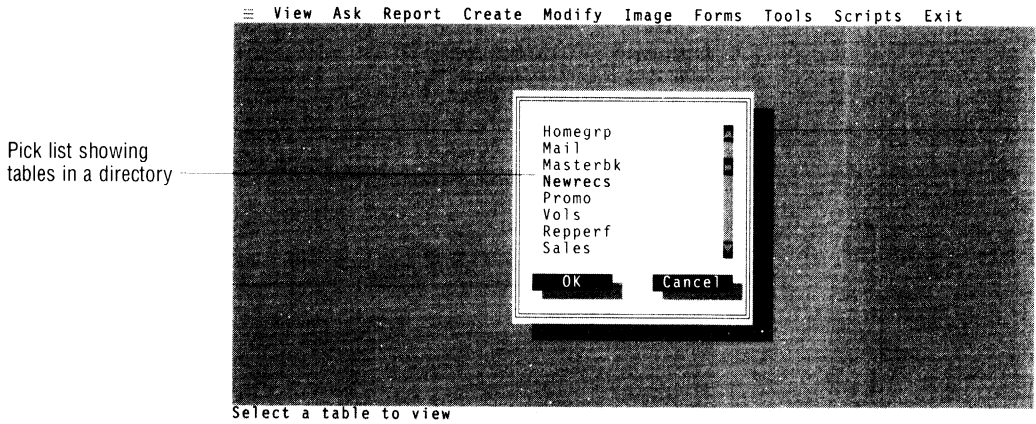 ≡ View Ask Report Create Modify Image Forms Tools Scripts Exit
Pick list showing
tables in a directory
Homegrp
Mail
Masterbk
Newrecs
Promo
Vols
Repperf
Sales
OK Cancel
Select a table to view